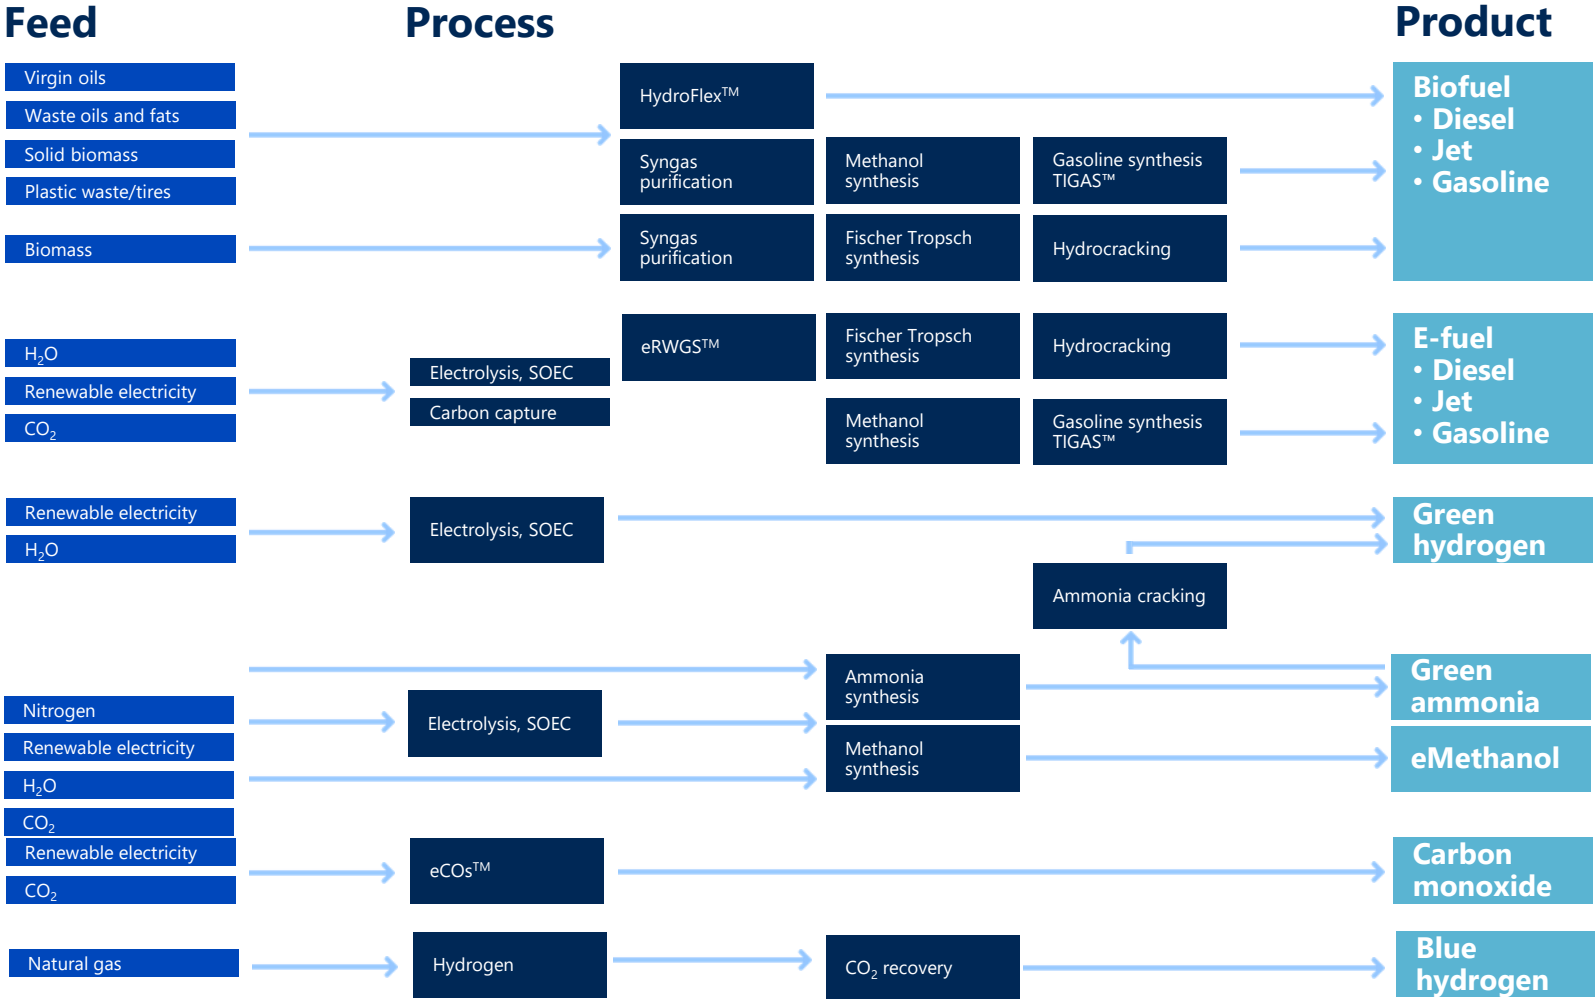 Feed
Process
Product
Virgin oils
Waste oils and fats
Solid biomass
Plastic waste/tires
HydroFlex™
Syngas
purification
Methanol
synthesis
Gasoline synthesis
TIGAS™
Biofuel
• Diesel
• Jet
• Gasoline
Biomass
Syngas
purification
Fischer Tropsch
synthesis
Hydrocracking
H₂O
Renewable electricity
CO₂
Electrolysis, SOEC
Carbon capture
eRWGS™
Fischer Tropsch
synthesis
Hydrocracking
Methanol
synthesis
Gasoline synthesis
TIGAS™
E-fuel
• Diesel
• Jet
• Gasoline
Renewable electricity
H₂O
Electrolysis, SOEC
Green
hydrogen
Ammonia cracking
Nitrogen
Renewable electricity
H₂O
CO₂
Electrolysis, SOEC
Ammonia
synthesis
Methanol
synthesis
Green
ammonia
eMethanol
Renewable electricity
CO₂
eCOs™
Carbon
monoxide
Natural gas
Hydrogen
CO₂ recovery
Blue
hydrogen